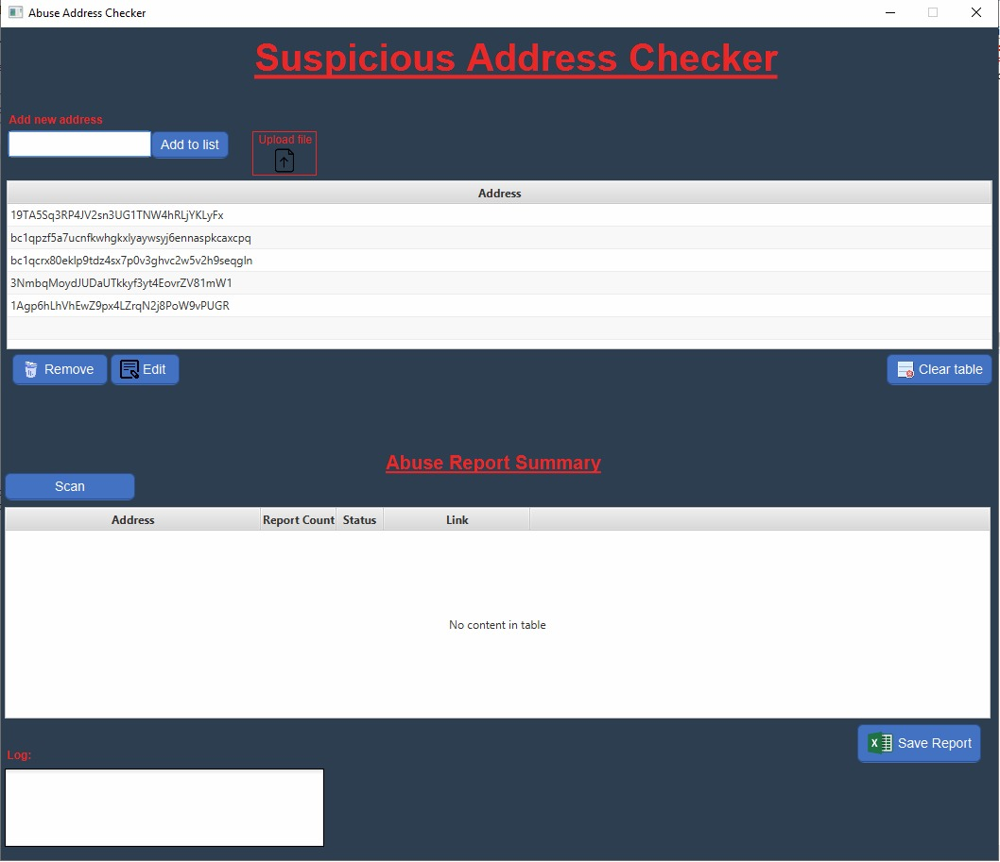 Abuse Address Checker
Suspicious Address Checker
Add new address
Add to list
Upload file
Address
19TA5Sq3RP4JV2sn3UG1TNW4hRLjYKLyFx
bc1qpzf5a7ucnfkwhgkxlyaywsyj6ennaspkcaxcpq
bc1qcrx80eklp9tdz4sx7p0v3ghvc2w5v2h9seqgln
3NmbqMoydJUDaUTkkyf3yt4EovrZV81mW1
1Agp6hLhVhEwZ9px4LZrqN2j8PoW9vPUGR
Remove Edit Clear table
Abuse Report Summary
Scan
Address Report Count Status Link
No content in table
Save Report
Log: